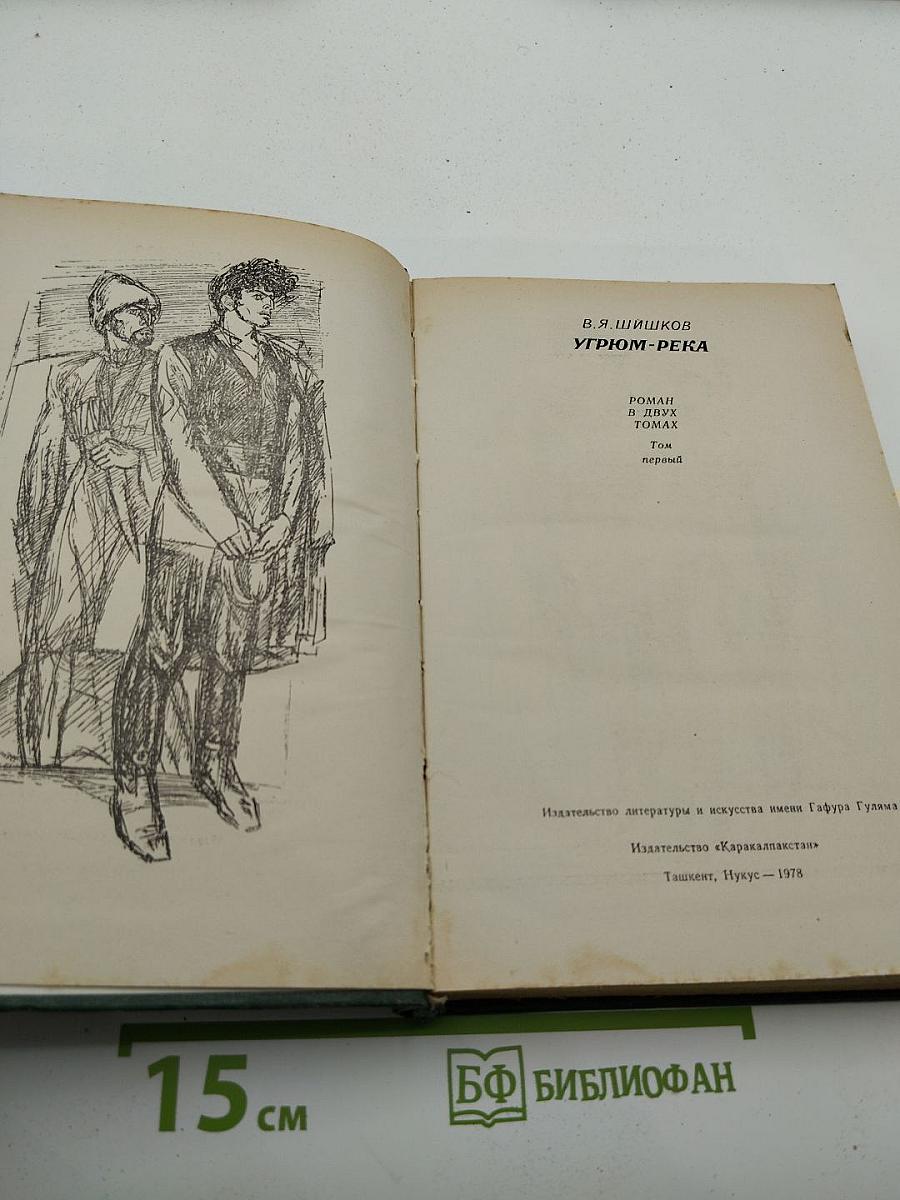 В.Я.ШИШКОВ
УГРЮМ-РЕКА
РОМАН
В ДВУХ
ТОМАХ
Том
первый
Издательство литературы и искусства имени Гафура Гуляма
Издательство «Каракалпакстан»
Ташкент, Нукус — 1978
15 см
БФ БИБЛИОФАН